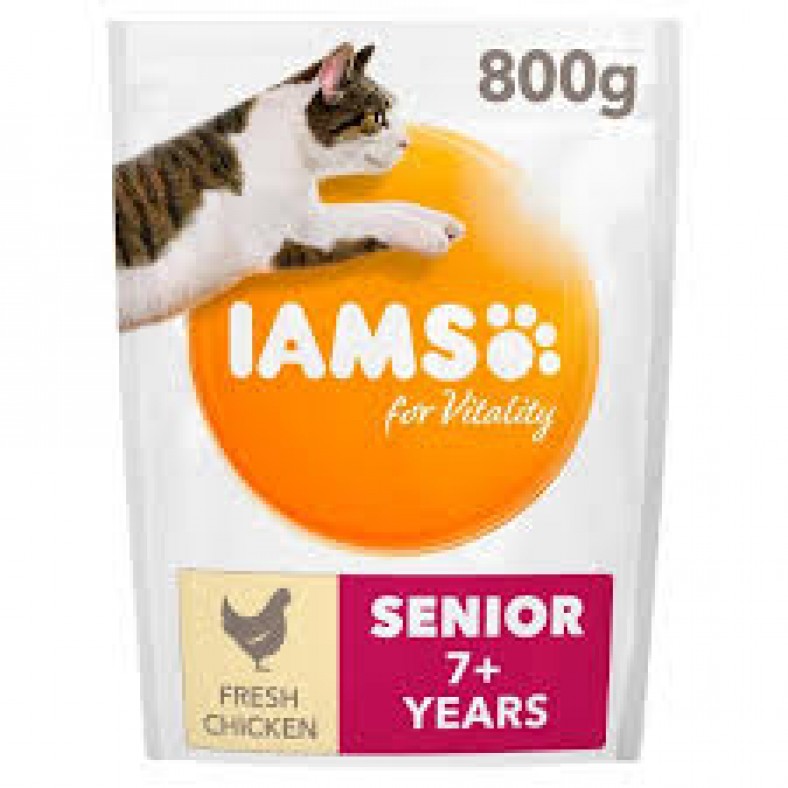 800g
IAMS
for Vitality
FRESH
CHICKEN
SENIOR
7+
YEARS